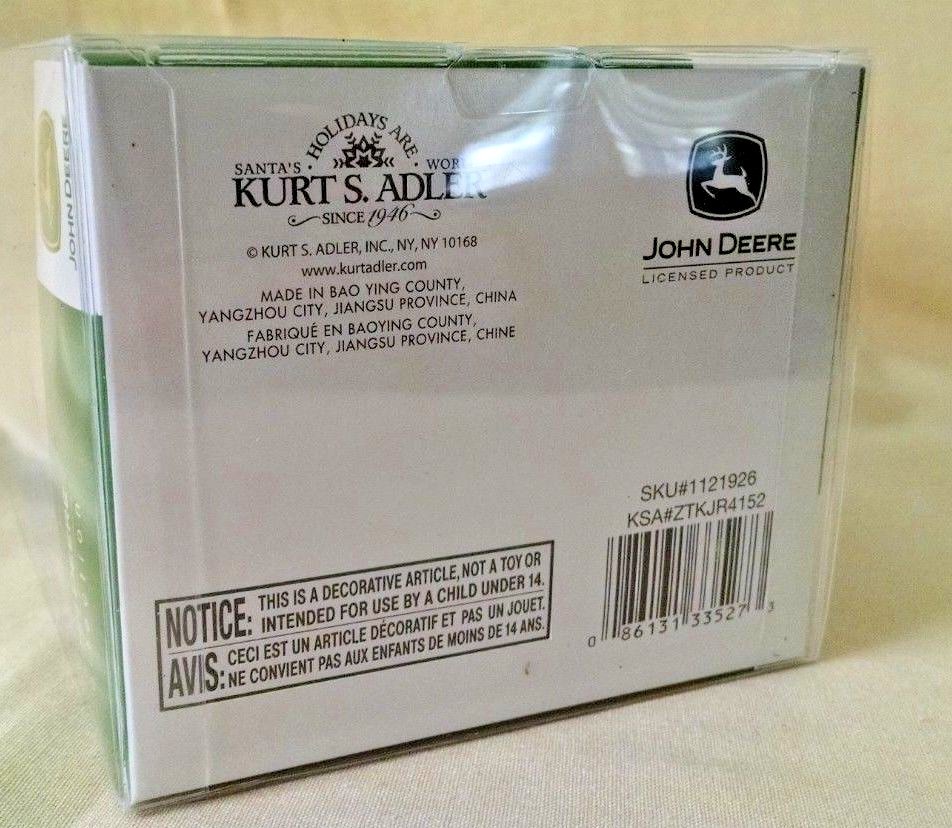 HOLIDAYS ARE
SANTA'S
KURT S. ADLER
SINCE 1946
© KURT S. ADLER, INC., NY, NY 10168
www.kurtadler.com
MADE IN BAO YING COUNTY,
YANGZHOU CITY, JIANGSU PROVINCE, CHINA
FABRIQUÉ EN BAOYING COUNTY,
YANGZHOU CITY, JIANGSU PROVINCE, CHINE
JOHN DEERE
LICENSED PRODUCT
JOHN DEERE
SKU#1121926
KSA#ZTKJR4152
0 86131 33527 3
NOTICE: THIS IS A DECORATIVE ARTICLE, NOT A TOY OR
INTENDED FOR USE BY A CHILD UNDER 14.
AVIS: CECI EST UN ARTICLE DÉCORATIF ET PAS UN JOUET.
NE CONVIENT PAS AUX ENFANTS DE MOINS DE 14 ANS.